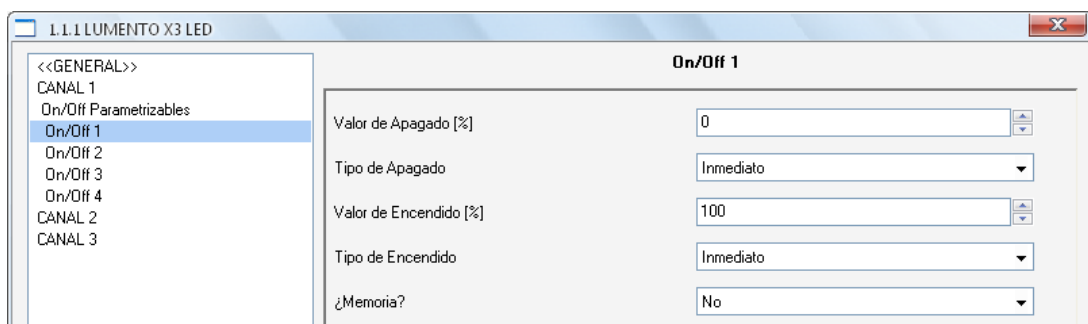 1.1.1 LUMENTO X3 LED
<<GENERAL>>
CANAL 1
On/Off Parametrizables
On/Off 1
On/Off 2
On/Off 3
On/Off 4
CANAL 2
CANAL 3
On/Off 1
Valor de Apagado [%] 0
Tipo de Apagado Inmediato
Valor de Encendido [%] 100
Tipo de Encendido Inmediato
¿Memoria? No